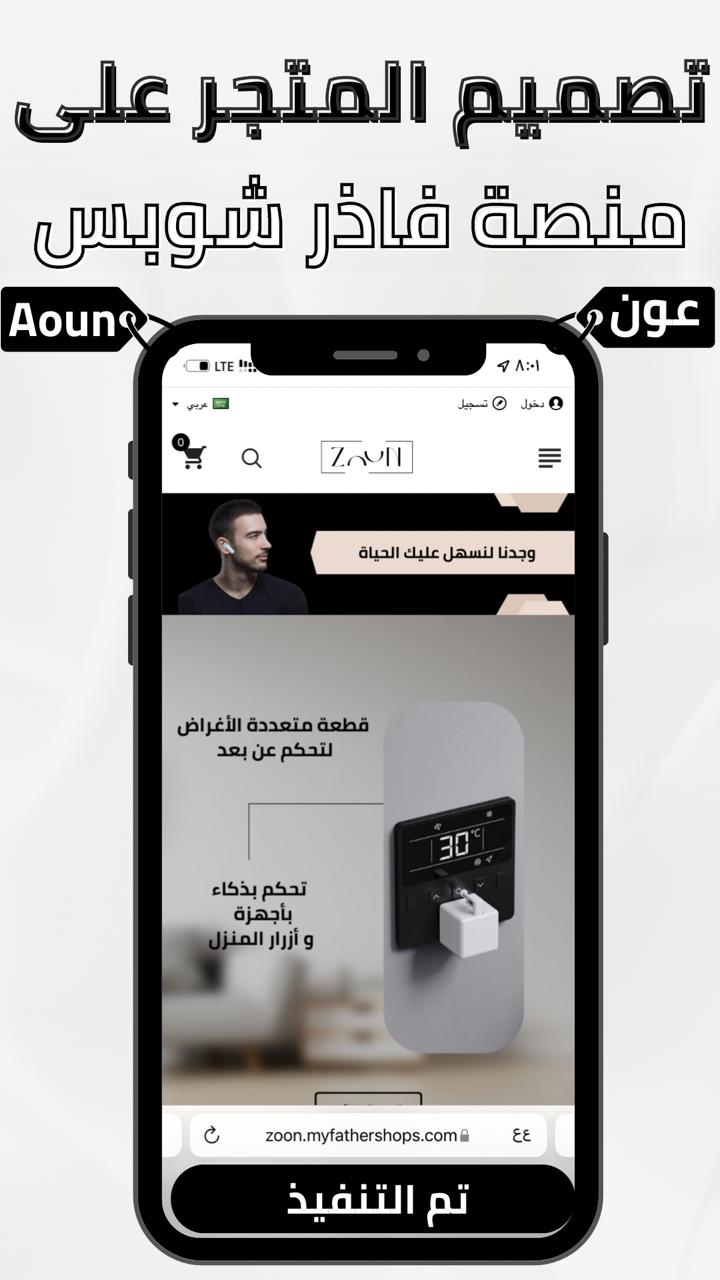 تصميم المتجر على
منصة فاذر شوبس
Aoun
عون
LTE
٨:٠١
عربي
تسجيل
دخول
0
ZOUN
وجدنا لنسهل عليك الحياة
قطعة متعددة الأغراض
لتحكم عن بعد
30°C
تحكم بذكاء
بأجهزة
و أزرار المنزل
zoon.myfathershops.com
عع
تم التنفيذ